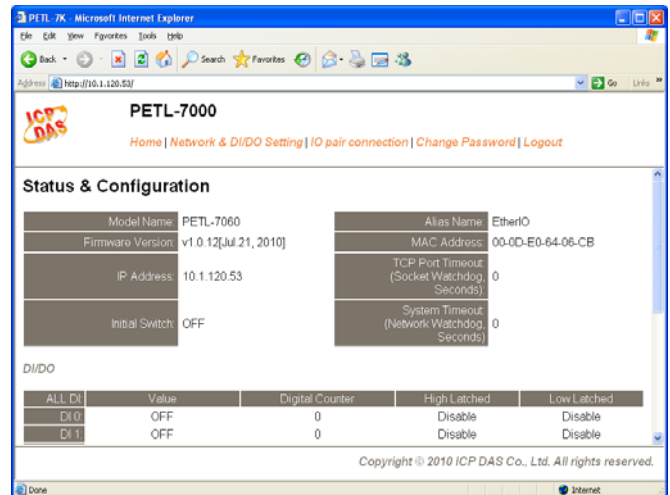 PETL-7K - Microsoft Internet Explorer
File Edit View Favorites Tools Help
Back Search Favorites
Address http://10.1.120.53/ Go Links »
ICP DAS
PETL-7000
Home | Network & DI/DO Setting | IO pair connection | Change Password | Logout
Status & Configuration
Model Name: PETL-7060 Alias Name: EtherIO
Firmware Version: v1.0.12[Jul.21, 2010] MAC Address: 00-0D-E0-64-06-CB
IP Address: 10.1.120.53 TCP Port Timeout (Socket Watchdog, Seconds): 0
Initial Switch: OFF System Timeout (Network Watchdog, Seconds) 0
DI/DO
ALL DI: Value Digital Counter High Latched Low Latched
DI 0: OFF 0 Disable Disable
DI 1: OFF 0 Disable Disable
Copyright © 2010 ICP DAS Co., Ltd. All rights reserved.
Done Internet